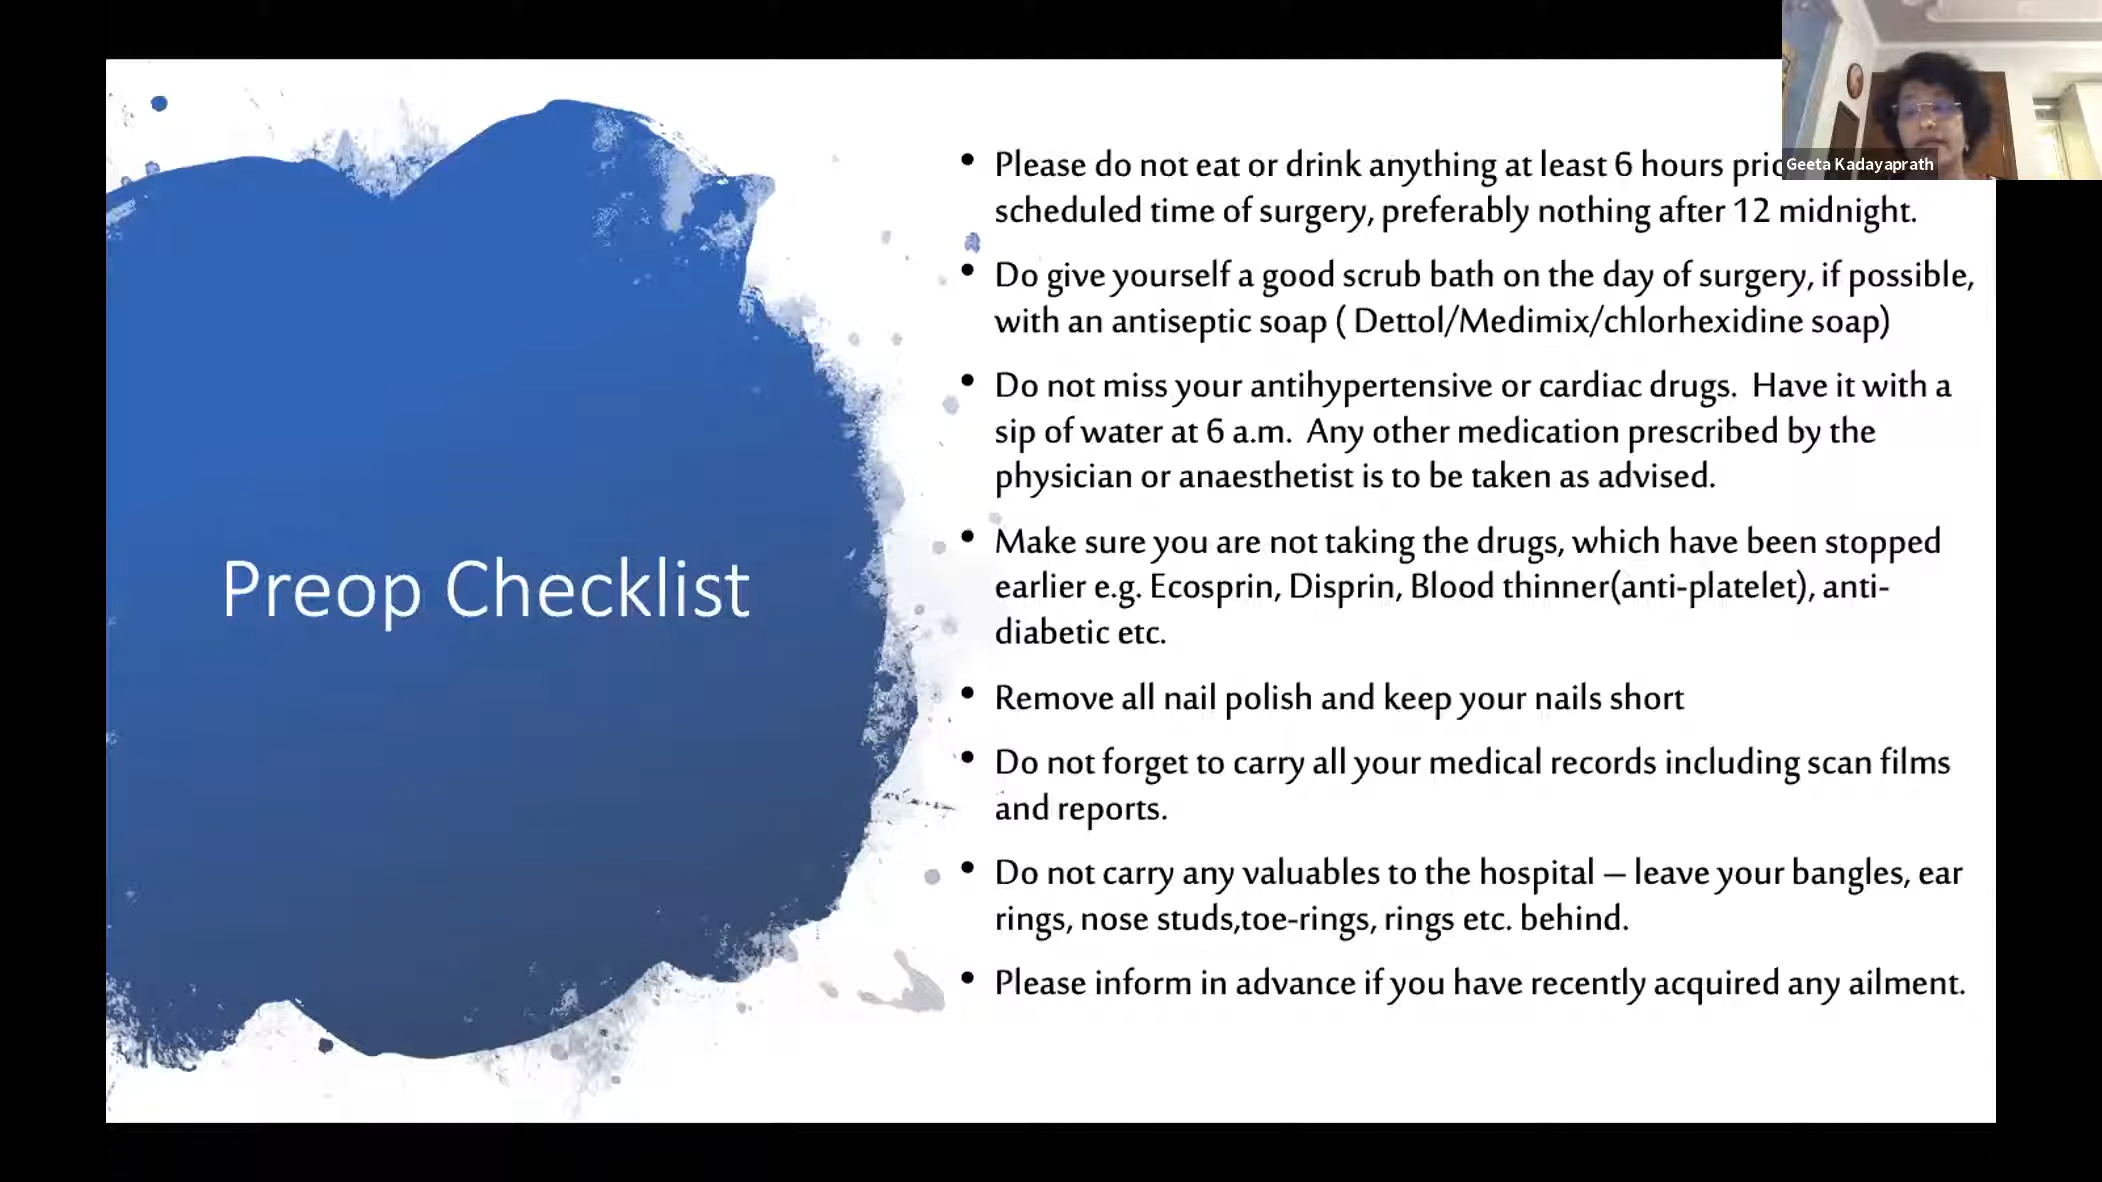 Preop Checklist
• Please do not eat or drink anything at least 6 hours
scheduled time of surgery, preferably nothing after 12 midnight.
• Do give yourself a good scrub bath on the day of surgery, if possible,
with an antiseptic soap ( Dettol/Medimix/chlorhexidine soap)
• Do not miss your antihypertensive or cardiac drugs. Have it with a
sip of water at 6 a.m. Any other medication prescribed by the
physician or anaesthetist is to be taken as advised.
• Make sure you are not taking the drugs, which have been stopped
earlier e.g. Ecosprin, Disprin, Blood thinner(anti-platelet), anti-
diabetic etc.
• Remove all nail polish and keep your nails short
• Do not forget to carry all your medical records including scan films
and reports.
• Do not carry any valuables to the hospital – leave your bangles, ear
rings, nose studs,toe-rings, rings etc. behind.
• Please inform in advance if you have recently acquired any ailment.
Geeta Kadayaprath